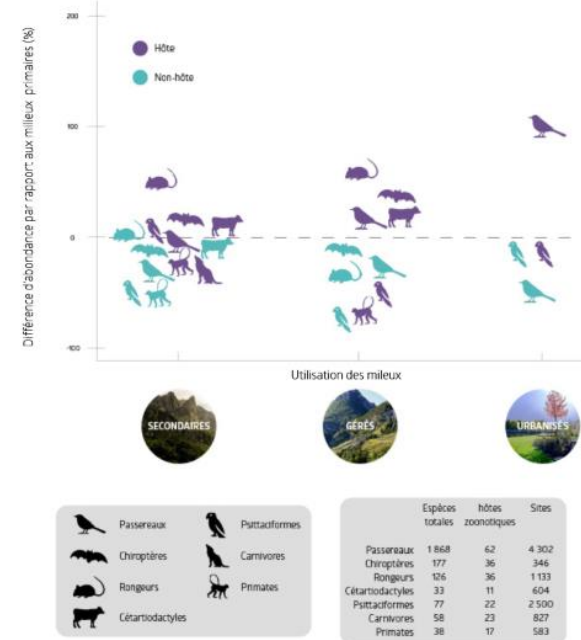 Différence d'abondance par rapport aux milieux primaires (%)
200
Hôte
Non-hôte
100
0
-100
Utilisation des mileux
SECONDAIRES
GÉRÉS
URBANISÉS
Passereaux
Psittaciformes
Chiroptères
Carnivores
Rongeurs
Primates
Cétartiodactyles
Espèces totales hôtes zoonotiques Sites
Passereaux 1 868 62 4 302
Chiroptères 177 36 346
Rongeurs 126 36 1 133
Cétartiodactyles 33 11 604
Psittaciformes 77 22 2 500
Carnivores 58 23 827
Primates 38 17 583